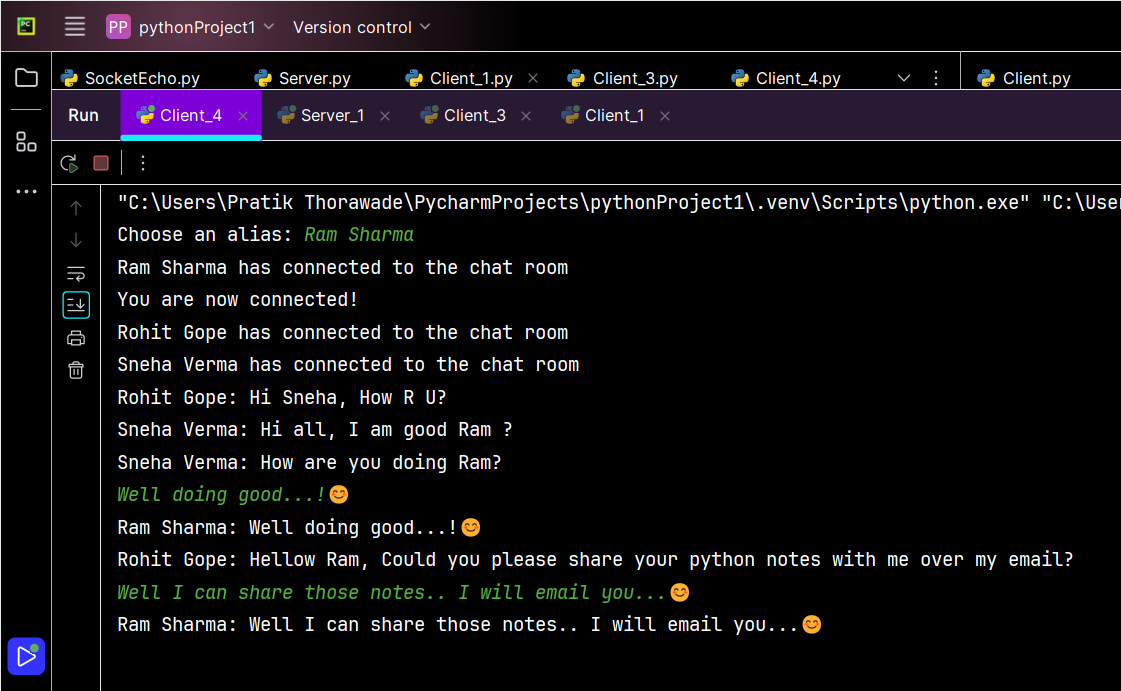 PC
PP pythonProject1 Version control
SocketEcho.py Server.py Client_1.py Client_3.py Client_4.py Client.py
Run Client_4 Server_1 Client_3 Client_1
"C:\Users\Pratik Thorawade\PycharmProjects\pythonProject1\.venv\Scripts\python.exe" "C:\Use
Choose an alias: Ram Sharma
Ram Sharma has connected to the chat room
You are now connected!
Rohit Gope has connected to the chat room
Sneha Verma has connected to the chat room
Rohit Gope: Hi Sneha, How R U?
Sneha Verma: Hi all, I am good Ram ?
Sneha Verma: How are you doing Ram?
Well doing good...!😊
Ram Sharma: Well doing good...!😊
Rohit Gope: Hellow Ram, Could you please share your python notes with me over my email?
Well I can share those notes.. I will email you...😊
Ram Sharma: Well I can share those notes.. I will email you...😊